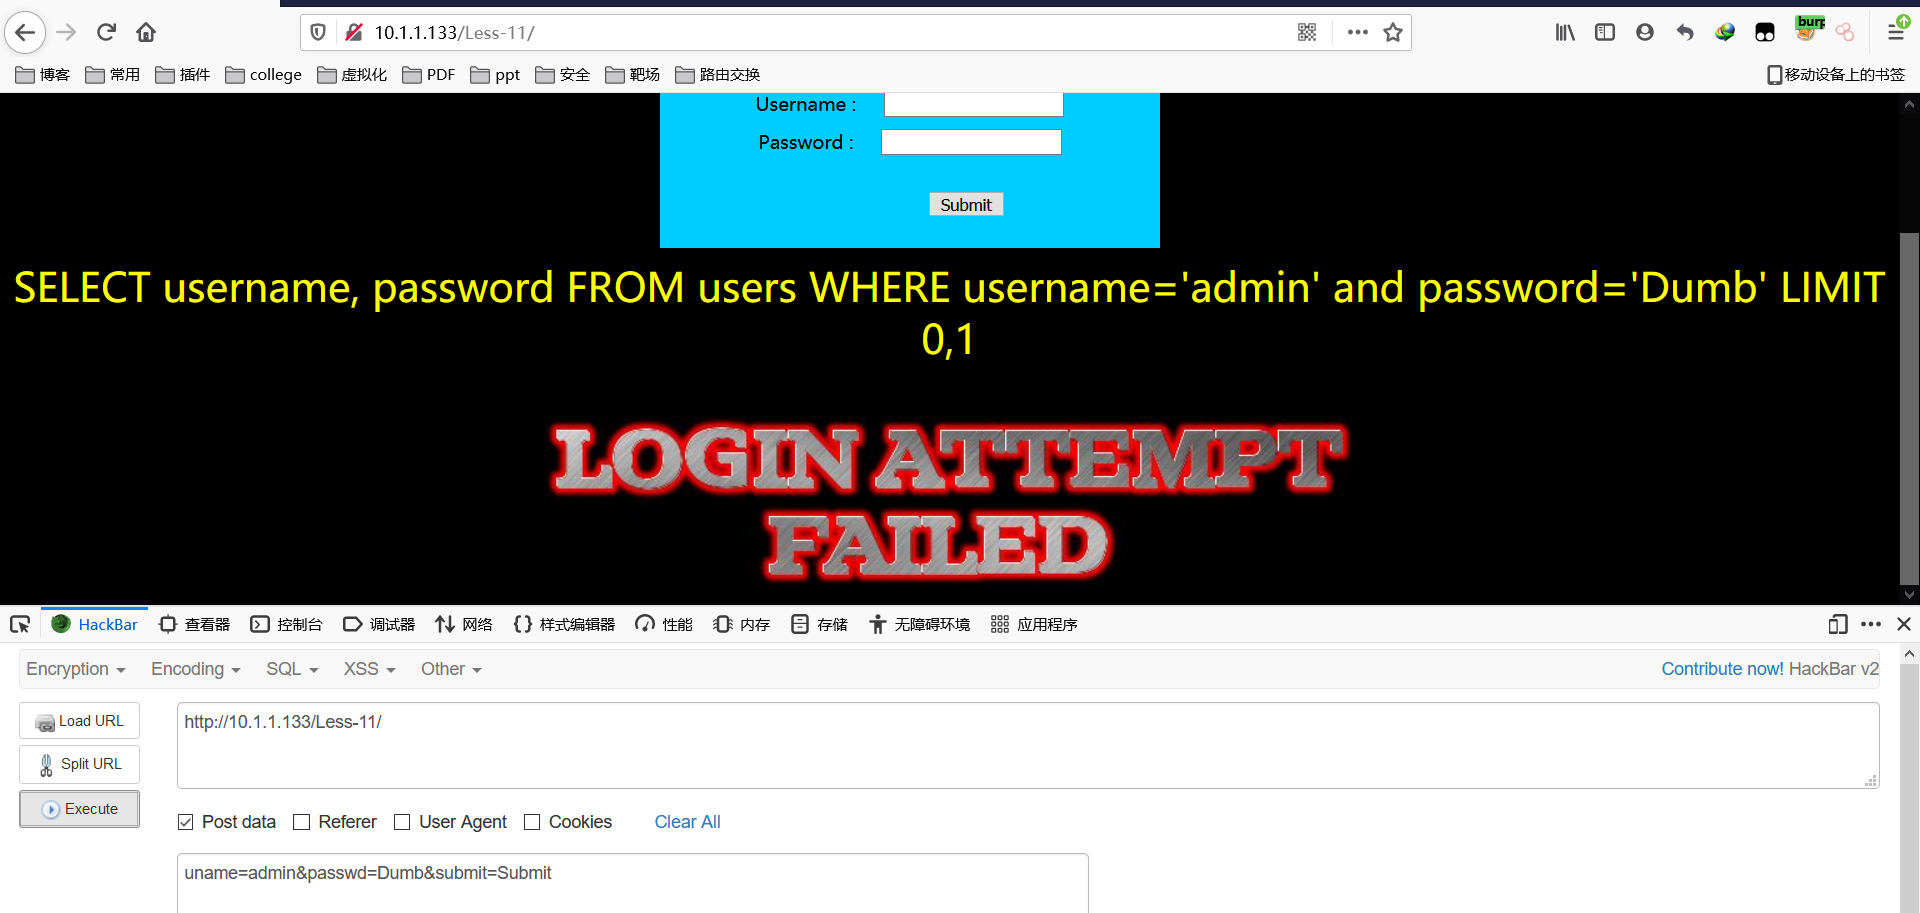 10.1.1.133/Less-11/
burp
博客 常用 插件 college 虚拟化 PDF ppt 安全 靶场 路由交换 移动设备上的书签
Username :
Password :
Submit
SELECT username, password FROM users WHERE username='admin' and password='Dumb' LIMIT
0,1
LOGIN ATTEMPT
FAILED
HackBar 查看器 控制台 调试器 网络 样式编辑器 性能 内存 存储 无障碍环境 应用程序
Encryption Encoding SQL XSS Other Contribute now! HackBar v2
Load URL
http://10.1.1.133/Less-11/
Split URL
Execute
Post data Referer User Agent Cookies Clear All
uname=admin&passwd=Dumb&submit=Submit